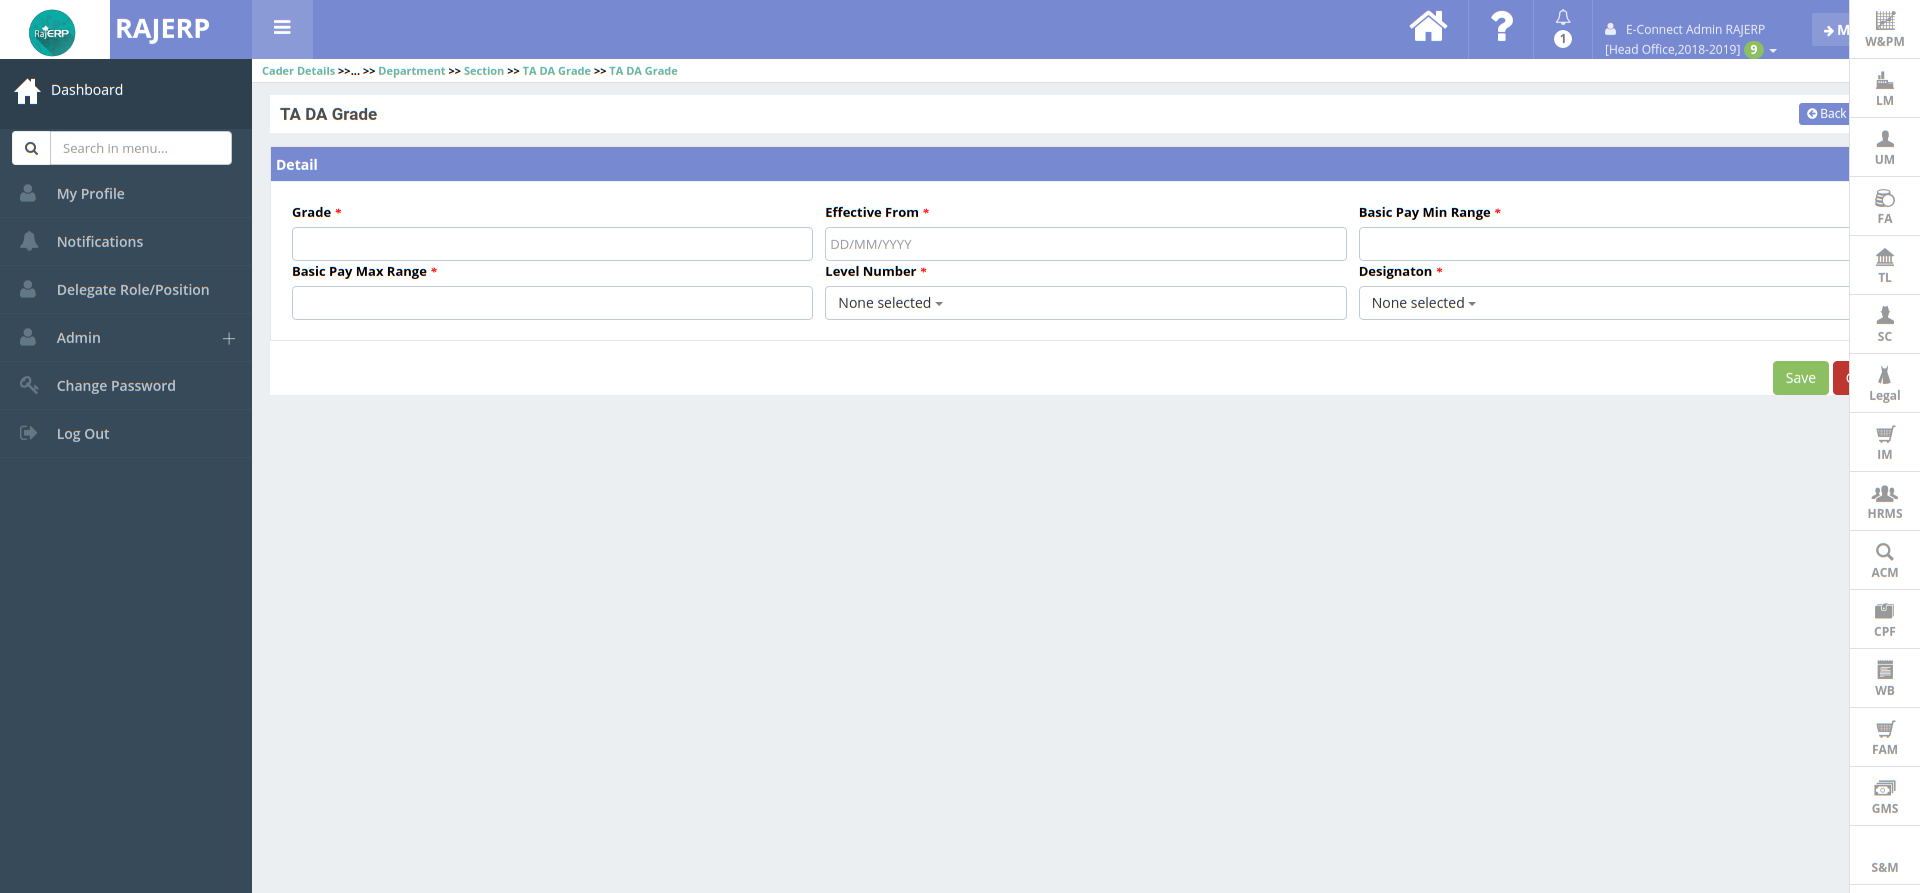 RajERP
RAJERP
1
E-Connect Admin RAJERP
[Head Office,2018-2019] 9
M
Cader Details >>... >> Department >> Section >> TA DA Grade >> TA DA Grade
Dashboard
Search in menu...
My Profile
Notifications
Delegate Role/Position
Admin
Change Password
Log Out
TA DA Grade
Back
Detail
Grade *
Effective From *
DD/MM/YYYY
Basic Pay Min Range *
Basic Pay Max Range *
Level Number *
None selected
Designaton *
None selected
Save
W&PM
LM
UM
FA
TL
SC
Legal
IM
HRMS
ACM
CPF
WB
FAM
GMS
S&M